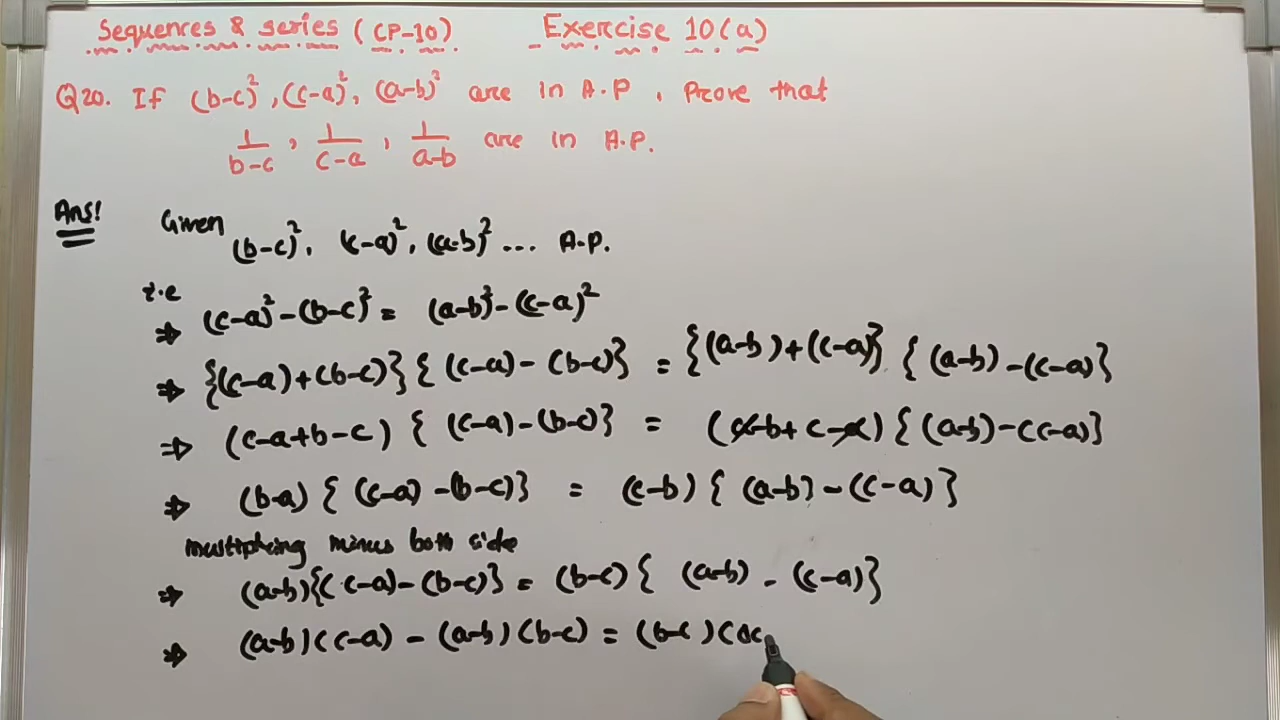 Sequences & series (CP-10) Exercise 10(a)
Q20. If (b-c)², (c-a)², (a-b)² are in A.P, Prove that
1/(b-c), 1/(c-a), 1/(a-b) are in A.P.
Ans!
Given
(b-c)², (c-a)², (a-b)² ... A.P.
i.e
⇒ (c-a)² - (b-c)² = (a-b)² - (c-a)²
⇒ {(c-a)+(b-c)} {(c-a) - (b-c)} = {(a-b)+(c-a)} {(a-b) - (c-a)}
⇒ (c-a+b-c) {(c-a)-(b-c)} = (a-b+c-a) {(a-b)-(c-a)}
⇒ (b-a) {(c-a) - (b-c)} = (c-b) {(a-b) - (c-a)}
multiplying minus both side
⇒ (a-b){(c-a)-(b-c)} = (b-c) {(a-b) - (c-a)}
⇒ (a-b)(c-a) - (a-b)(b-c) = (b-c)(